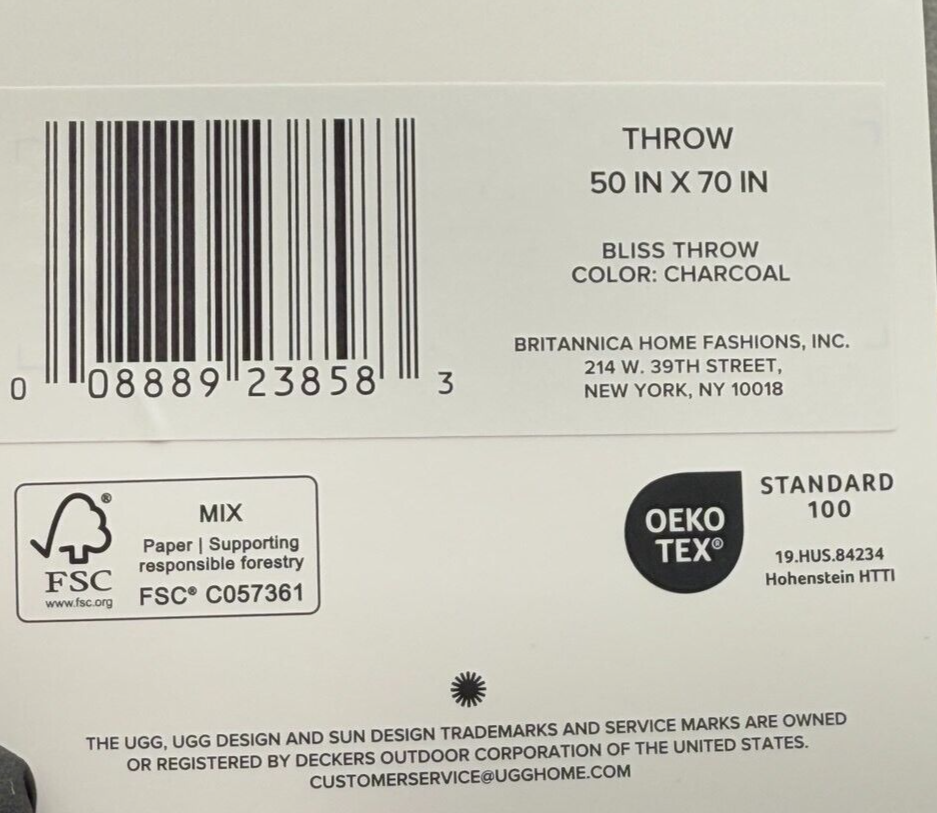 THROW
50 IN X 70 IN
BLISS THROW
COLOR: CHARCOAL
BRITANNICA HOME FASHIONS, INC.
214 W. 39TH STREET,
NEW YORK, NY 10018
0 08889 23858 3
FSC®
www.fsc.org
MIX
Paper | Supporting
responsible forestry
FSC® C057361
OEKO
TEX®
STANDARD
100
19.HUS.84234
Hohenstein HTTI
THE UGG, UGG DESIGN AND SUN DESIGN TRADEMARKS AND SERVICE MARKS ARE OWNED
OR REGISTERED BY DECKERS OUTDOOR CORPORATION OF THE UNITED STATES.
CUSTOMERSERVICE@UGGHOME.COM